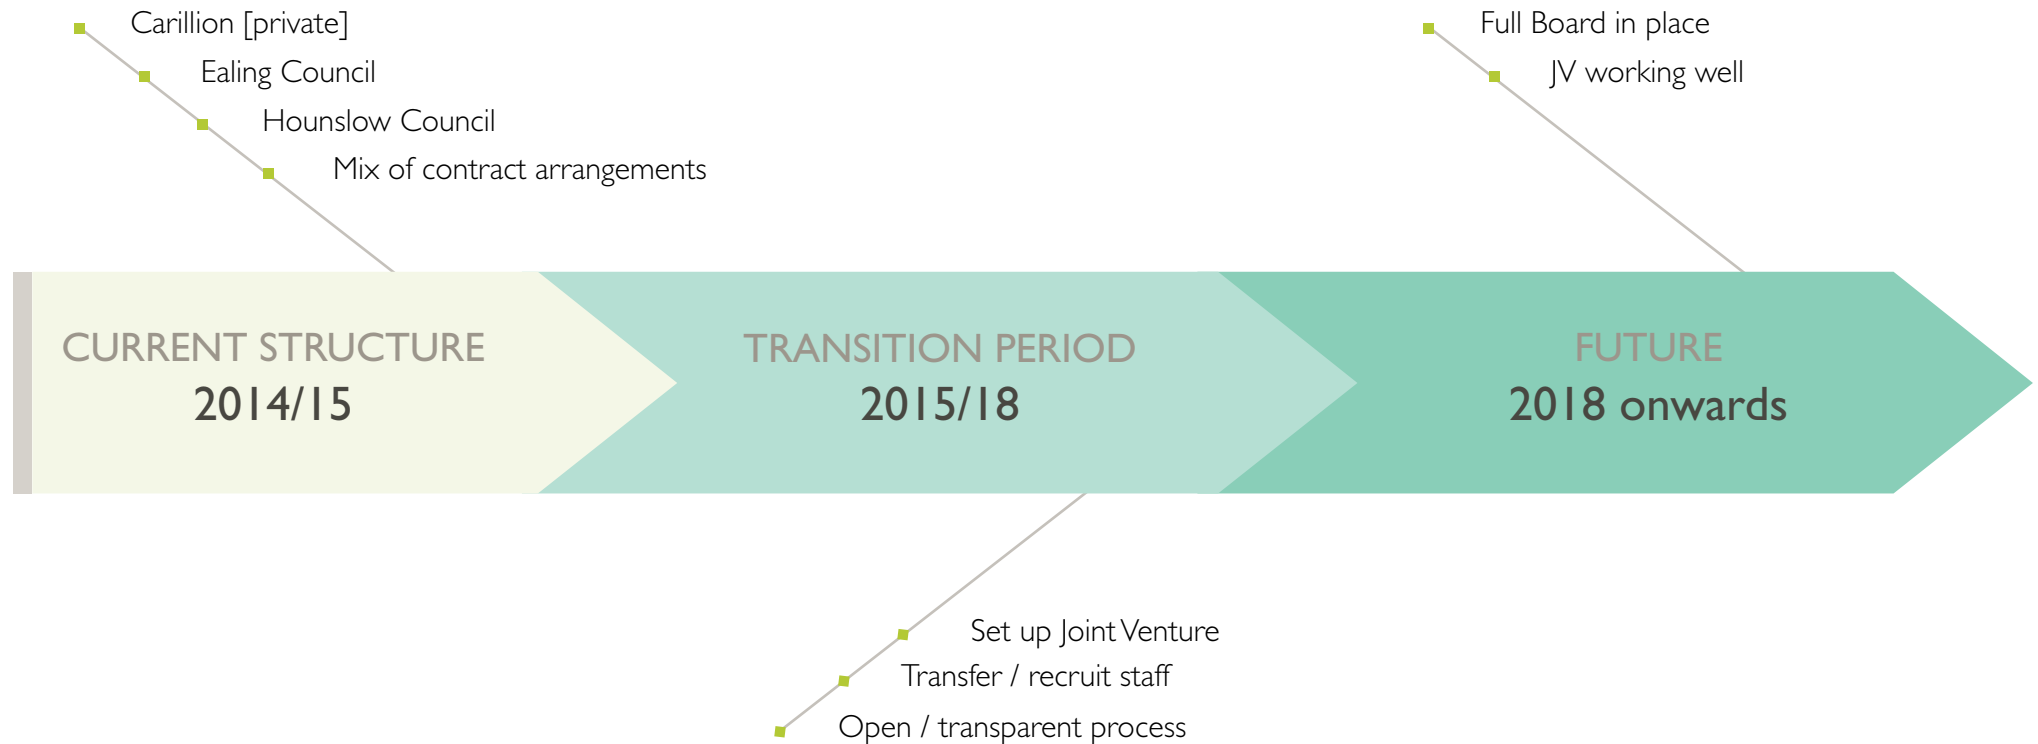 Carillion [private]
Ealing Council
Hounslow Council
Mix of contract arrangements
Full Board in place
JV working well
CURRENT STRUCTURE
2014/15
TRANSITION PERIOD
2015/18
FUTURE
2018 onwards
Set up Joint Venture
Transfer / recruit staff
Open / transparent process